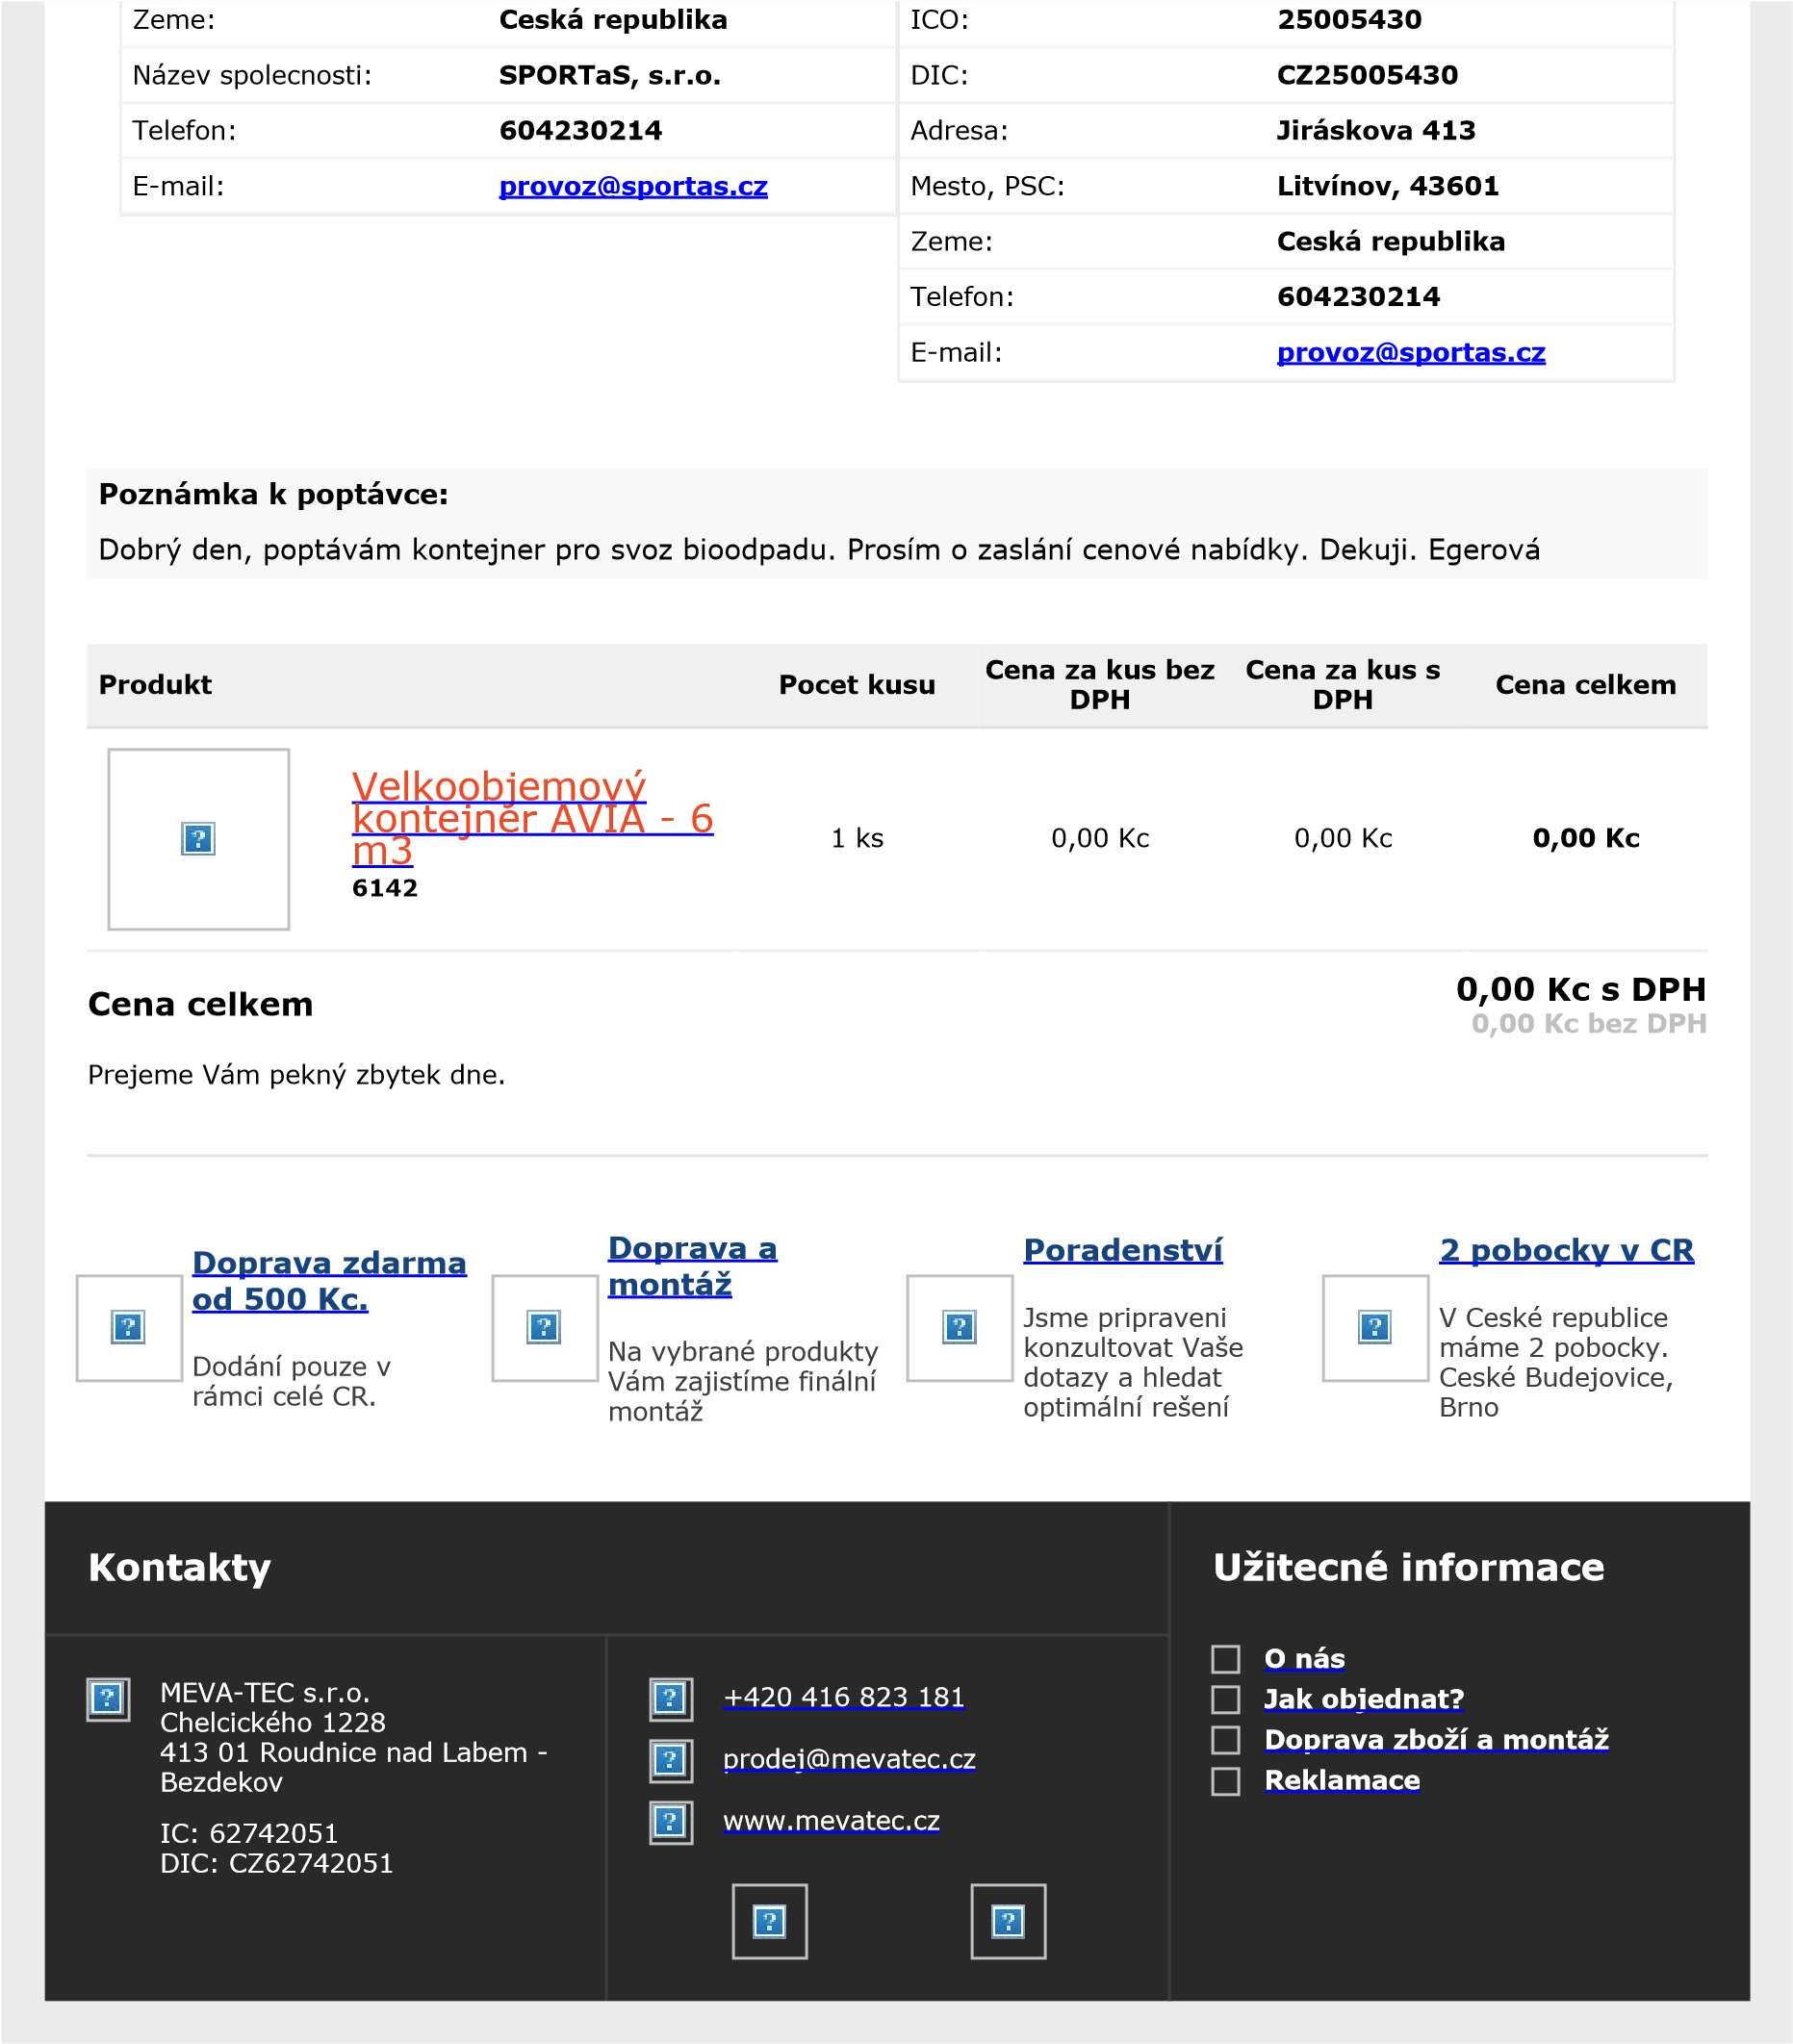 Zeme: Ceská republika
Název spolecnosti: SPORTaS, s.r.o.
Telefon: 604230214
E-mail: provoz@sportas.cz
ICO: 25005430
DIC: CZ25005430
Adresa: Jiráskova 413
Mesto, PSC: Litvínov, 43601
Zeme: Ceská republika
Telefon: 604230214
E-mail: provoz@sportas.cz
Poznámka k poptávce:
Dobrý den, poptávám kontejner pro svoz bioodpadu. Prosím o zaslání cenové nabídky. Dekuji. Egerová
Produkt Pocet kusu Cena za kus bez DPH Cena za kus s DPH Cena celkem
Velkoobjemový
kontejner AVIA - 6
m3
6142
1 ks 0,00 Kc 0,00 Kc 0,00 Kc
Cena celkem
0,00 Kc s DPH
0,00 Kc bez DPH
Prejeme Vám pekný zbytek dne.
Doprava zdarma
od 500 Kc.
Dodání pouze v
rámci celé CR.
Doprava a
montáž
Na vybrané produkty
Vám zajistíme finální
montáž
Poradenství
Jsme pripraveni
konzultovat Vaše
dotazy a hledat
optimální rešení
2 pobocky v CR
V Ceské republice
máme 2 pobocky.
Ceské Budejovice,
Brno
Kontakty
MEVA-TEC s.r.o.
Chelcického 1228
413 01 Roudnice nad Labem -
Bezdekov
IC: 62742051
DIC: CZ62742051
+420 416 823 181
prodej@mevatec.cz
www.mevatec.cz
Užitecné informace
O nás
Jak objednat?
Doprava zboží a montáž
Reklamace